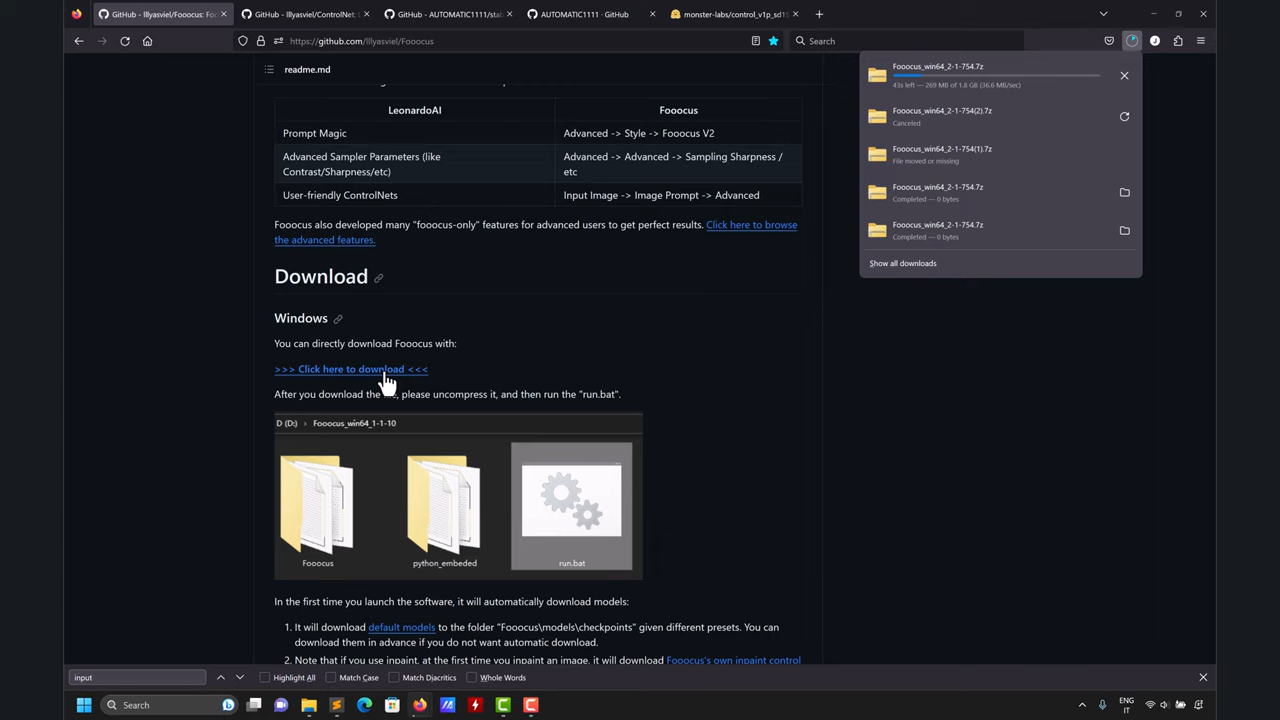 GitHub - lllyasviel/Fooocus: Fo
GitHub - lllyasviel/ControlNet: L
GitHub - AUTOMATIC1111/stab
AUTOMATIC1111 · GitHub
monster-labs/control_v1p_sd15
https://github.com/lllyasviel/Fooocus
Search
readme.md
LeonardoAI
Fooocus
Prompt Magic
Advanced -> Style -> Fooocus V2
Advanced Sampler Parameters (like
Contrast/Sharpness/etc)
Advanced -> Advanced -> Sampling Sharpness /
etc
User-friendly ControlNets
Input Image -> Image Prompt -> Advanced
Fooocus also developed many "fooocus-only" features for advanced users to get perfect results. Click here to browse
the advanced features.
Download
Windows
You can directly download Fooocus with:
>>> Click here to download <<<
After you download the please uncompress it, and then run the "run.bat".
D (D:) › Fooocus_win64_1-1-10
Fooocus
python_embeded
run.bat
In the first time you launch the software, it will automatically download models:
1. It will download default models to the folder "Fooocus\models\checkpoints" given different presets. You can
download them in advance if you do not want automatic download.
2. Note that if you use inpaint, at the first time you inpaint an image, it will download Fooocus's own inpaint control
Fooocus_win64_2-1-754.7z
43s left — 269 MB of 1.8 GB (36.6 MB/sec)
Fooocus_win64_2-1-754(2).7z
Canceled
Fooocus_win64_2-1-754(1).7z
File moved or missing
Fooocus_win64_2-1-754.7z
Completed — 0 bytes
Fooocus_win64_2-1-754.7z
Completed — 0 bytes
Show all downloads
input
Highlight All
Match Case
Match Diacritics
Whole Words
Search
ENG
IT